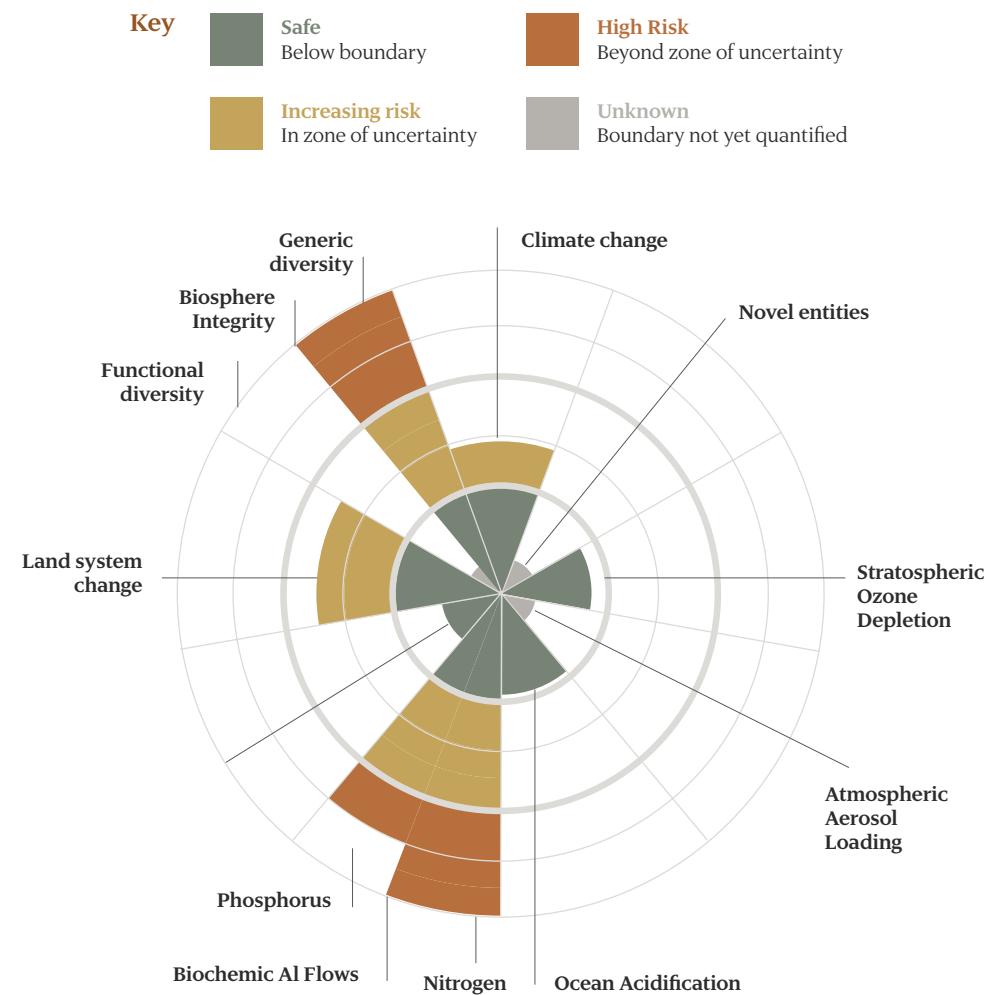 Key
Safe
Below boundary
High Risk
Beyond zone of uncertainty
Increasing risk
In zone of uncertainty
Unknown
Boundary not yet quantified
Generic
diversity
Climate change
Biosphere
Integrity
Novel entities
Functional
diversity
Land system
change
Stratospheric
Ozone
Depletion
Atmospheric
Aerosol
Loading
Phosphorus
Biochemic Al Flows
Nitrogen
Ocean Acidification